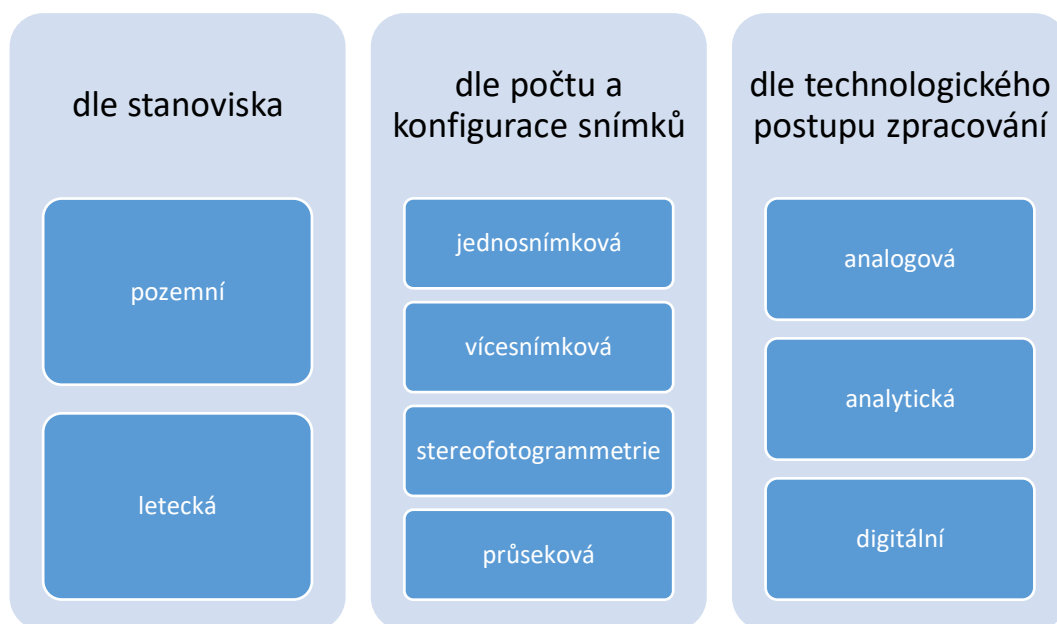 dle stanoviska
pozemní
letecká
dle počtu a
konfigurace snímků
jednosnímková
vícesnímková
stereofotogrammetrie
průseková
dle technologického
postupu zpracování
analogová
analytická
digitální